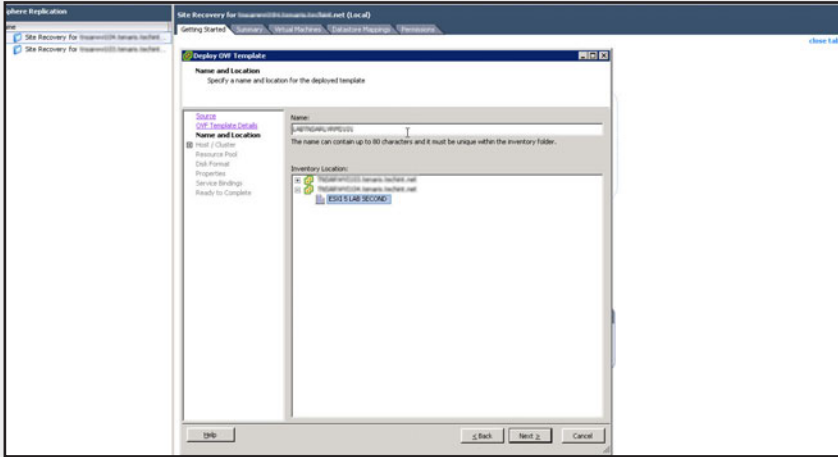 sphere Replication
me
Site Recovery for
Site Recovery for
Site Recovery for .net (Local)
Getting Started Summary Virtual Machines Datastore Mappings Permissions
close tab
Deploy OVF Template
Name and Location
Specify a name and location for the deployed template
Source
OVF Template Details
Name and Location
Host / Cluster
Resource Pool
Disk Format
Properties
Service Bindings
Ready to Complete
Name:
The name can contain up to 80 characters and it must be unique within the inventory folder.
Inventory Location:
ESXI 5 LAB SECOND
Help
< Back
Next >
Cancel